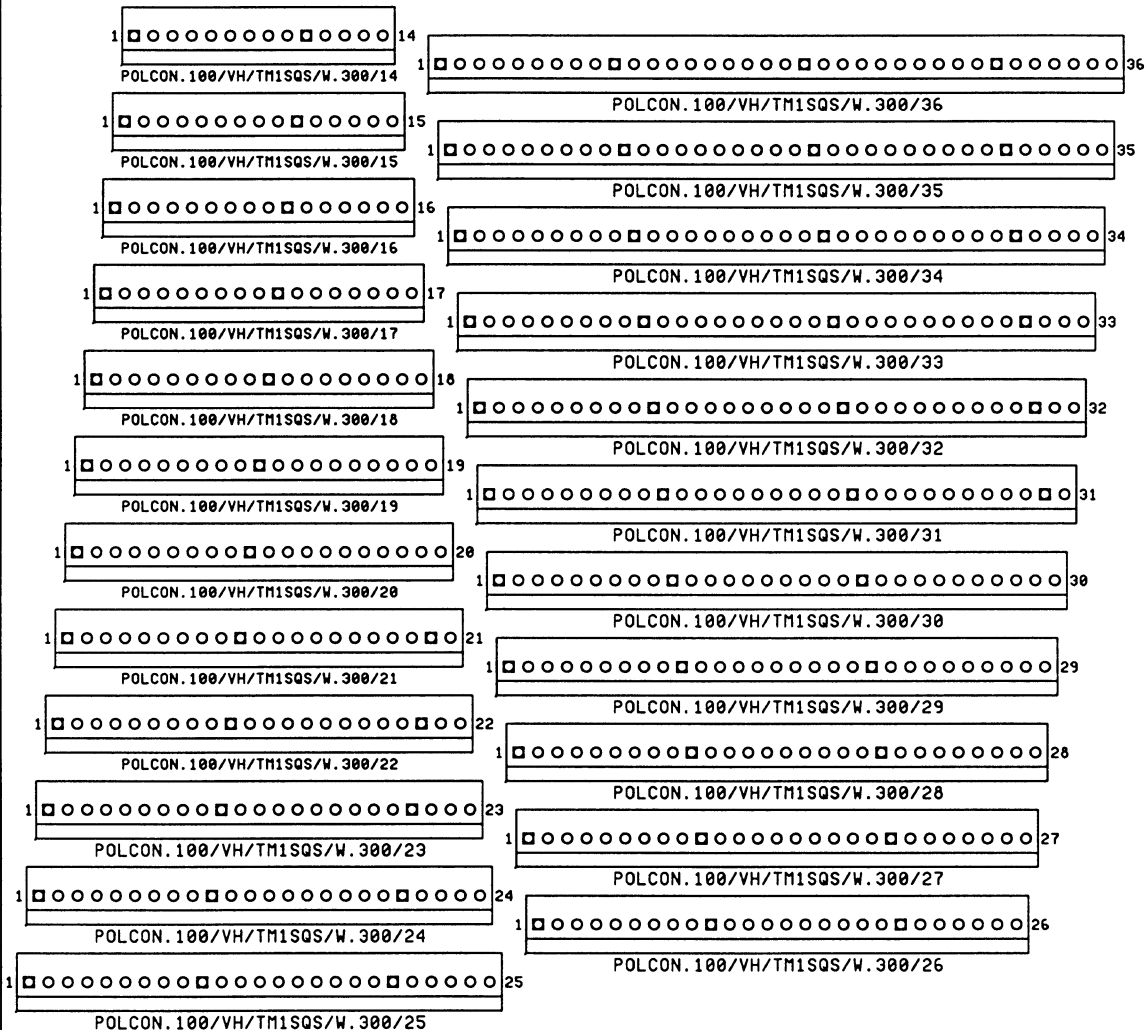 1 14
POLCON.100/VH/TM1SQS/W.300/14
1 15
POLCON.100/VH/TM1SQS/W.300/15
1 16
POLCON.100/VH/TM1SQS/W.300/16
1 17
POLCON.100/VH/TM1SQS/W.300/17
1 18
POLCON.100/VH/TM1SQS/W.300/18
1 19
POLCON.100/VH/TM1SQS/W.300/19
1 20
POLCON.100/VH/TM1SQS/W.300/20
1 21
POLCON.100/VH/TM1SQS/W.300/21
1 22
POLCON.100/VH/TM1SQS/W.300/22
1 23
POLCON.100/VH/TM1SQS/W.300/23
1 24
POLCON.100/VH/TM1SQS/W.300/24
1 25
POLCON.100/VH/TM1SQS/W.300/25
1 36
POLCON.100/VH/TM1SQS/W.300/36
1 35
POLCON.100/VH/TM1SQS/W.300/35
1 34
POLCON.100/VH/TM1SQS/W.300/34
1 33
POLCON.100/VH/TM1SQS/W.300/33
1 32
POLCON.100/VH/TM1SQS/W.300/32
1 31
POLCON.100/VH/TM1SQS/W.300/31
1 30
POLCON.100/VH/TM1SQS/W.300/30
1 29
POLCON.100/VH/TM1SQS/W.300/29
1 28
POLCON.100/VH/TM1SQS/W.300/28
1 27
POLCON.100/VH/TM1SQS/W.300/27
1 26
POLCON.100/VH/TM1SQS/W.300/26